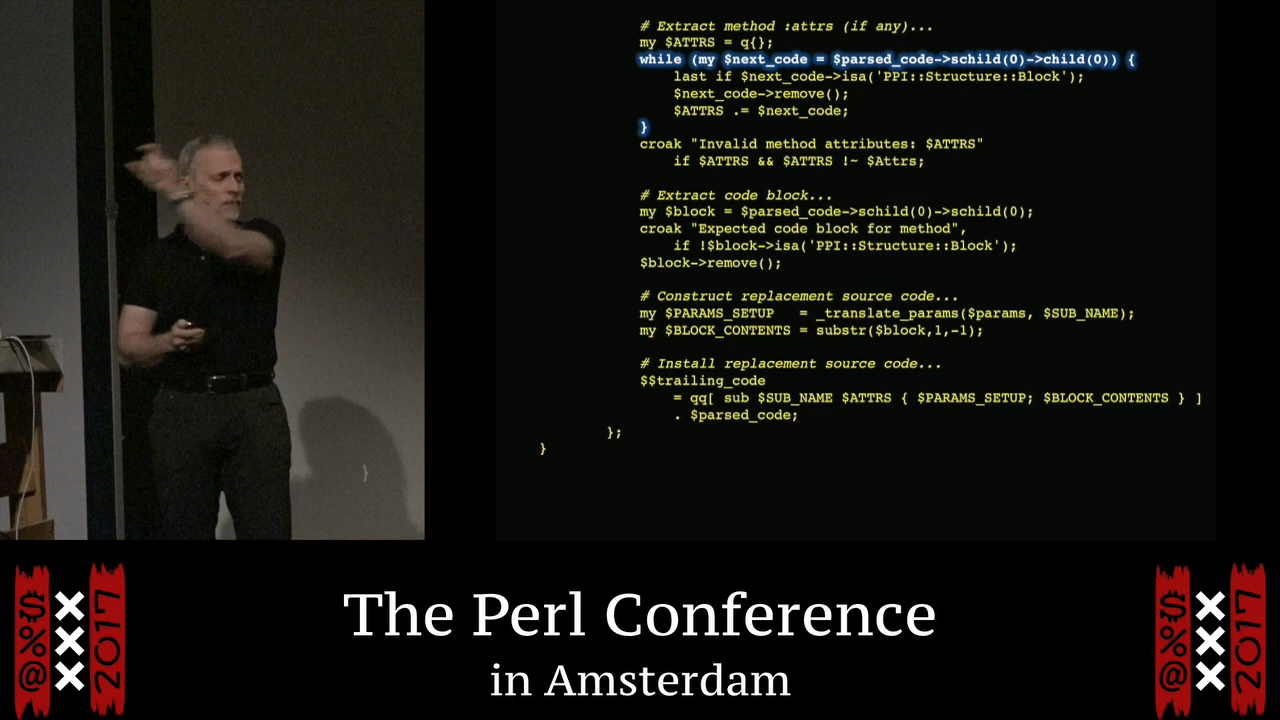 # Extract method :attrs (if any)...
my $ATTRS = q{};
while (my $next_code = $parsed_code->schild(0)->child(0)) {
last if $next_code->isa('PPI::Structure::Block');
$next_code->remove();
$ATTRS .= $next_code;
}
croak "Invalid method attributes: $ATTRS"
if $ATTRS && $ATTRS !~ $Attrs;
# Extract code block...
my $block = $parsed_code->schild(0)->schild(0);
croak "Expected code block for method",
if !$block->isa('PPI::Structure::Block');
$block->remove();
# Construct replacement source code...
my $PARAMS_SETUP   = _translate_params($params, $SUB_NAME);
my $BLOCK_CONTENTS = substr($block,1,-1);
# Install replacement source code...
$$trailing_code
= qq[ sub $SUB_NAME $ATTRS { $PARAMS_SETUP; $BLOCK_CONTENTS } ]
. $parsed_code;
};
}
}
The Perl Conference
in Amsterdam
@%$
XXX
2017
@%$
XXX
2017